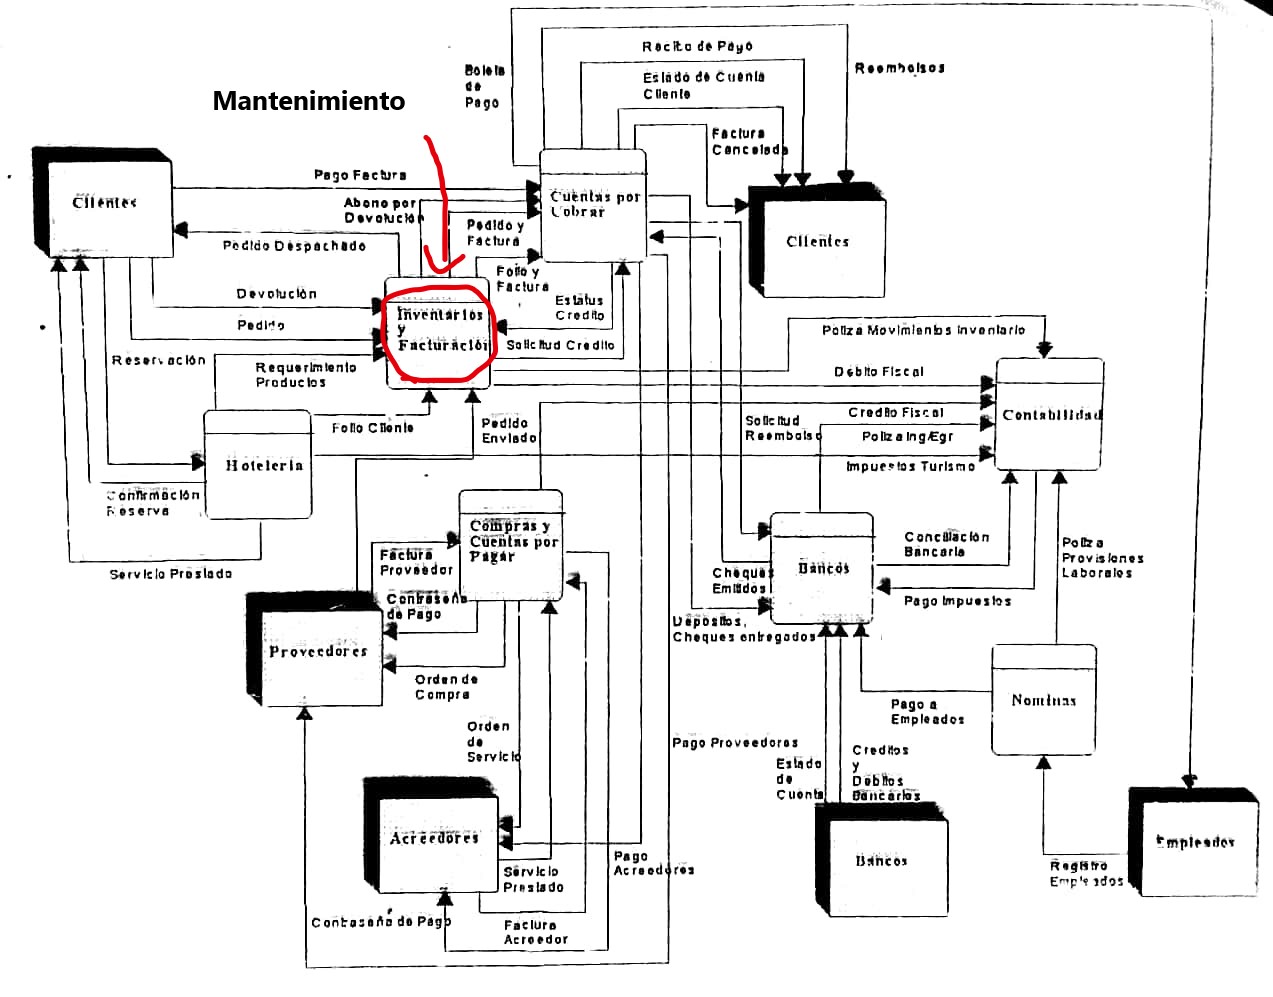 Mantenimiento
Boleta
de
Pago
Recibo de Pago
Estado de Cuenta
Cliente
Reembolsos
Factura
Cancelada
Clientes
Pago Factura
Abono por
Devolución
Pedido Despachado
Pedido y
Factura
Folio y
Factura
Cuentas por
Cobrar
Clientes
Devolución
Pedido
Reservación
Requerimiento
Productos
Inventarios
y
Facturación
Estatus
Credito
Solicitud Credito
Poliza Movimientos Inventario
Debito Fiscal
Credito Fiscal
Poliza Ing/Egr
Impuestos Turismo
Contabilidad
Folio Cliente
Pedido
Enviado
Solicitud
Reembolso
Hoteleria
Confirmación
Reserva
Servicio Prestado
Compras y
Cuentas por
Pagar
Factura
Proveedor
Contraseña
de Pago
Proveedores
Orden de
Compra
Cheques
Emitidos
Bancos
Conciliación
Bancaria
Pago Impuestos
Poliza
Provisiones
Laborales
Depositos,
Cheques entregados
Nominas
Pago a
Empleados
Orden
de
Servicio
Pago Proveedores
Estado
de
Cuenta
Creditos
y
Debitos
Bancarios
Acreedores
Servicio
Prestado
Pago
Acreedores
Bancos
Empleados
Registro
Empleados
Contraseña de Pago
Factura
Acreedor